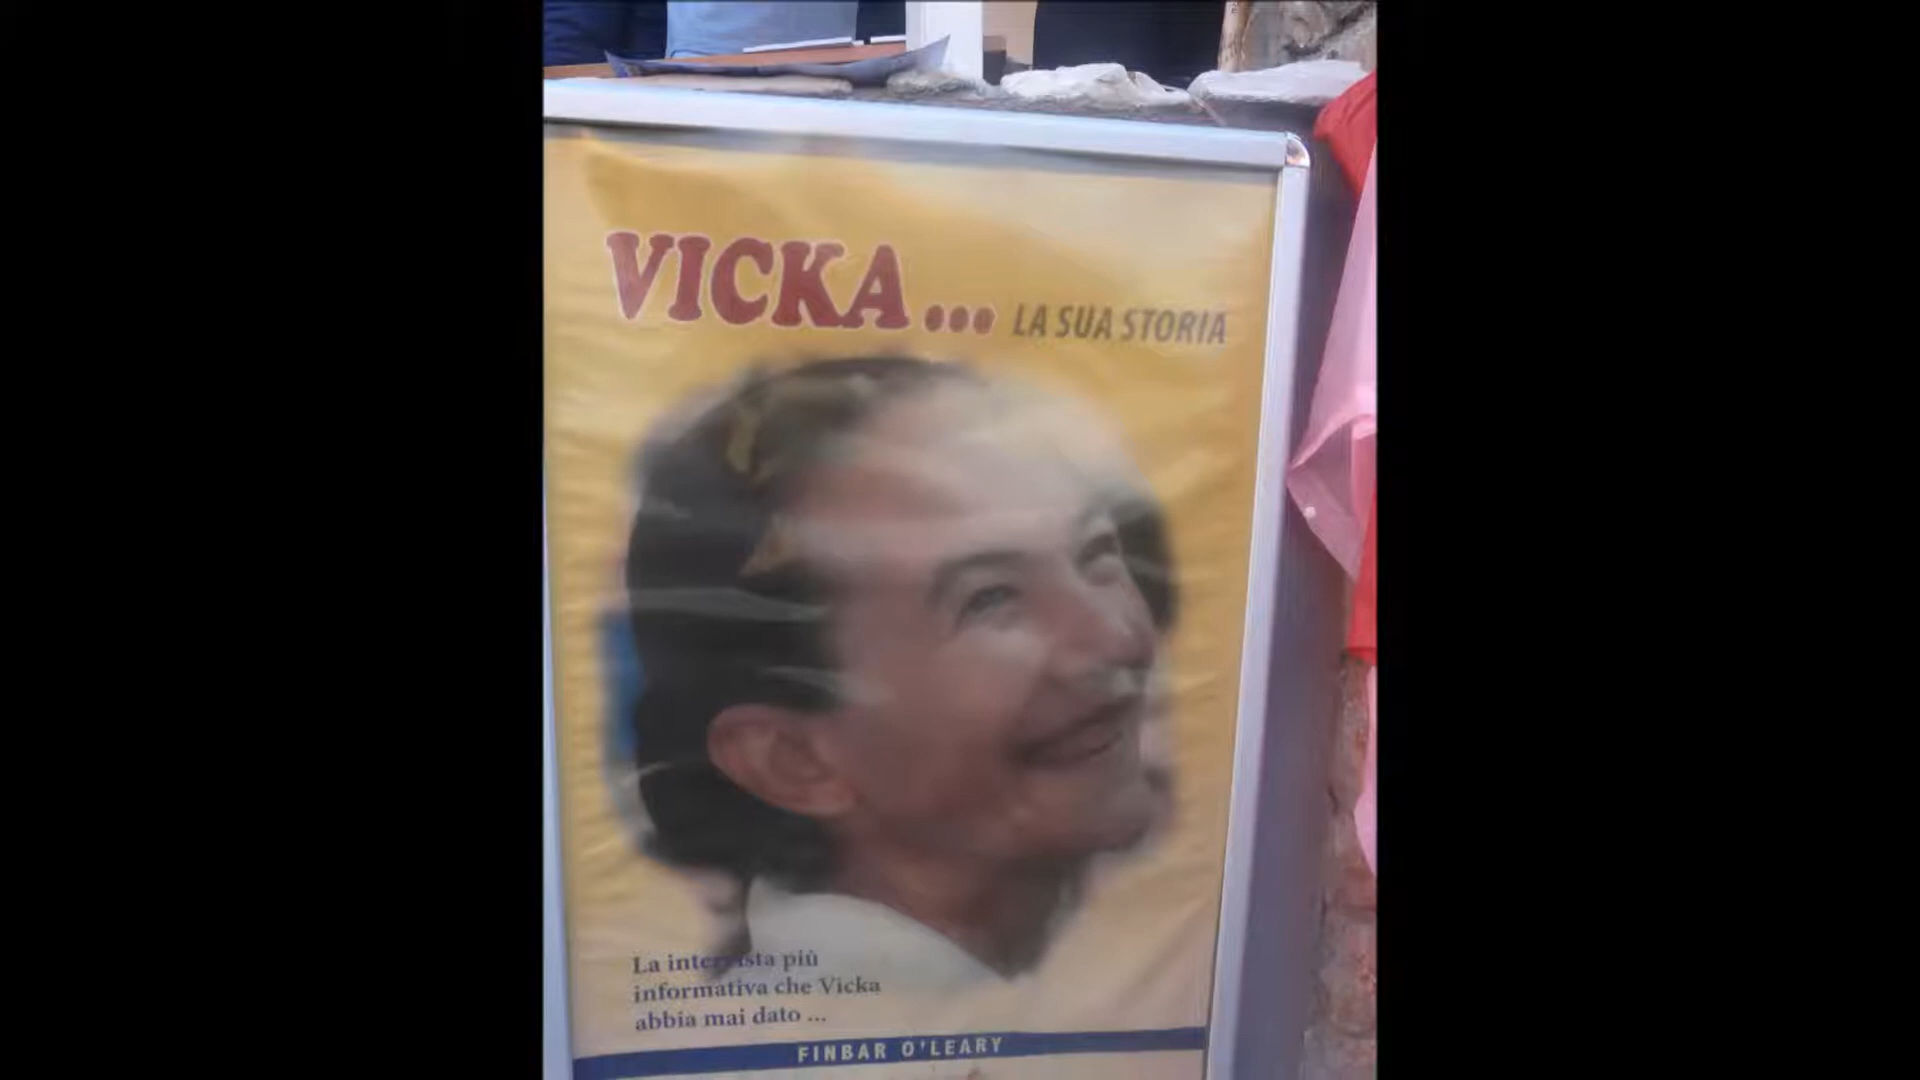 VICKA... LA SUA STORIA
La intervista più
informativa che Vicka
abbia mai dato ...
FINBAR O'LEARY